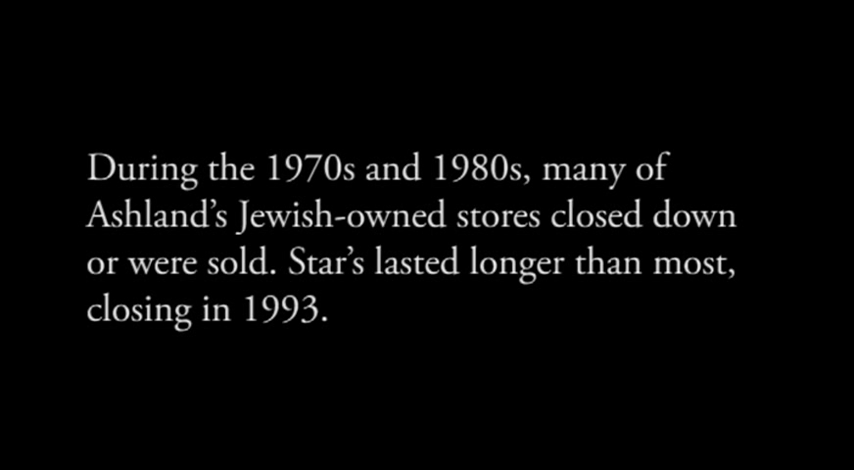 During the 1970s and 1980s, many of
Ashland’s Jewish-owned stores closed down
or were sold. Star’s lasted longer than most,
closing in 1993.